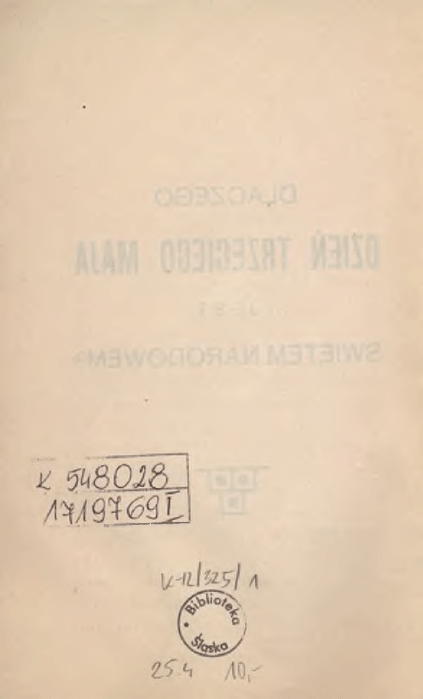 DLACZEGO
DZIEŃ TRZECIEGO MAJA
JEST
ŚWIĘTEM NARODOWEM?
K 548028
1719769 I
K-12/325/1
Biblioteka
Śląska
25.4 10,-